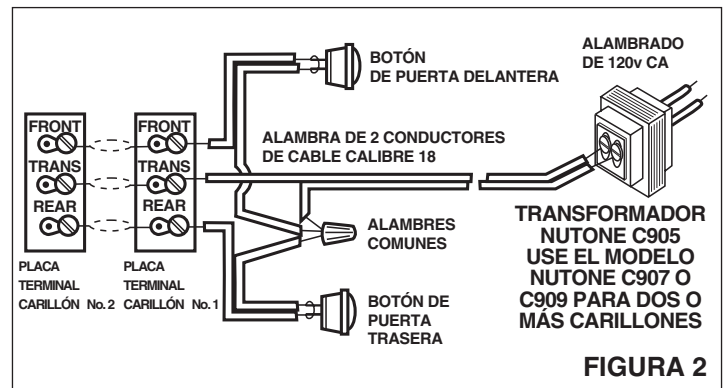 BOTÓN
DE PUERTA DELANTERA
ALAMBRADO
DE 120v CA
FRONT
TRANS
REAR
FRONT
TRANS
REAR
ALAMBRA DE 2 CONDUCTORES
DE CABLE CALIBRE 18
ALAMBRES
COMUNES
PLACA
TERMINAL
CARILLÓN No. 2
PLACA
TERMINAL
CARILLÓN No. 1
BOTÓN DE
PUERTA
TRASERA
TRANSFORMADOR
NUTONE C905
USE EL MODELO
NUTONE C907 O
C909 PARA DOS O
MÁS CARILLONES
FIGURA 2